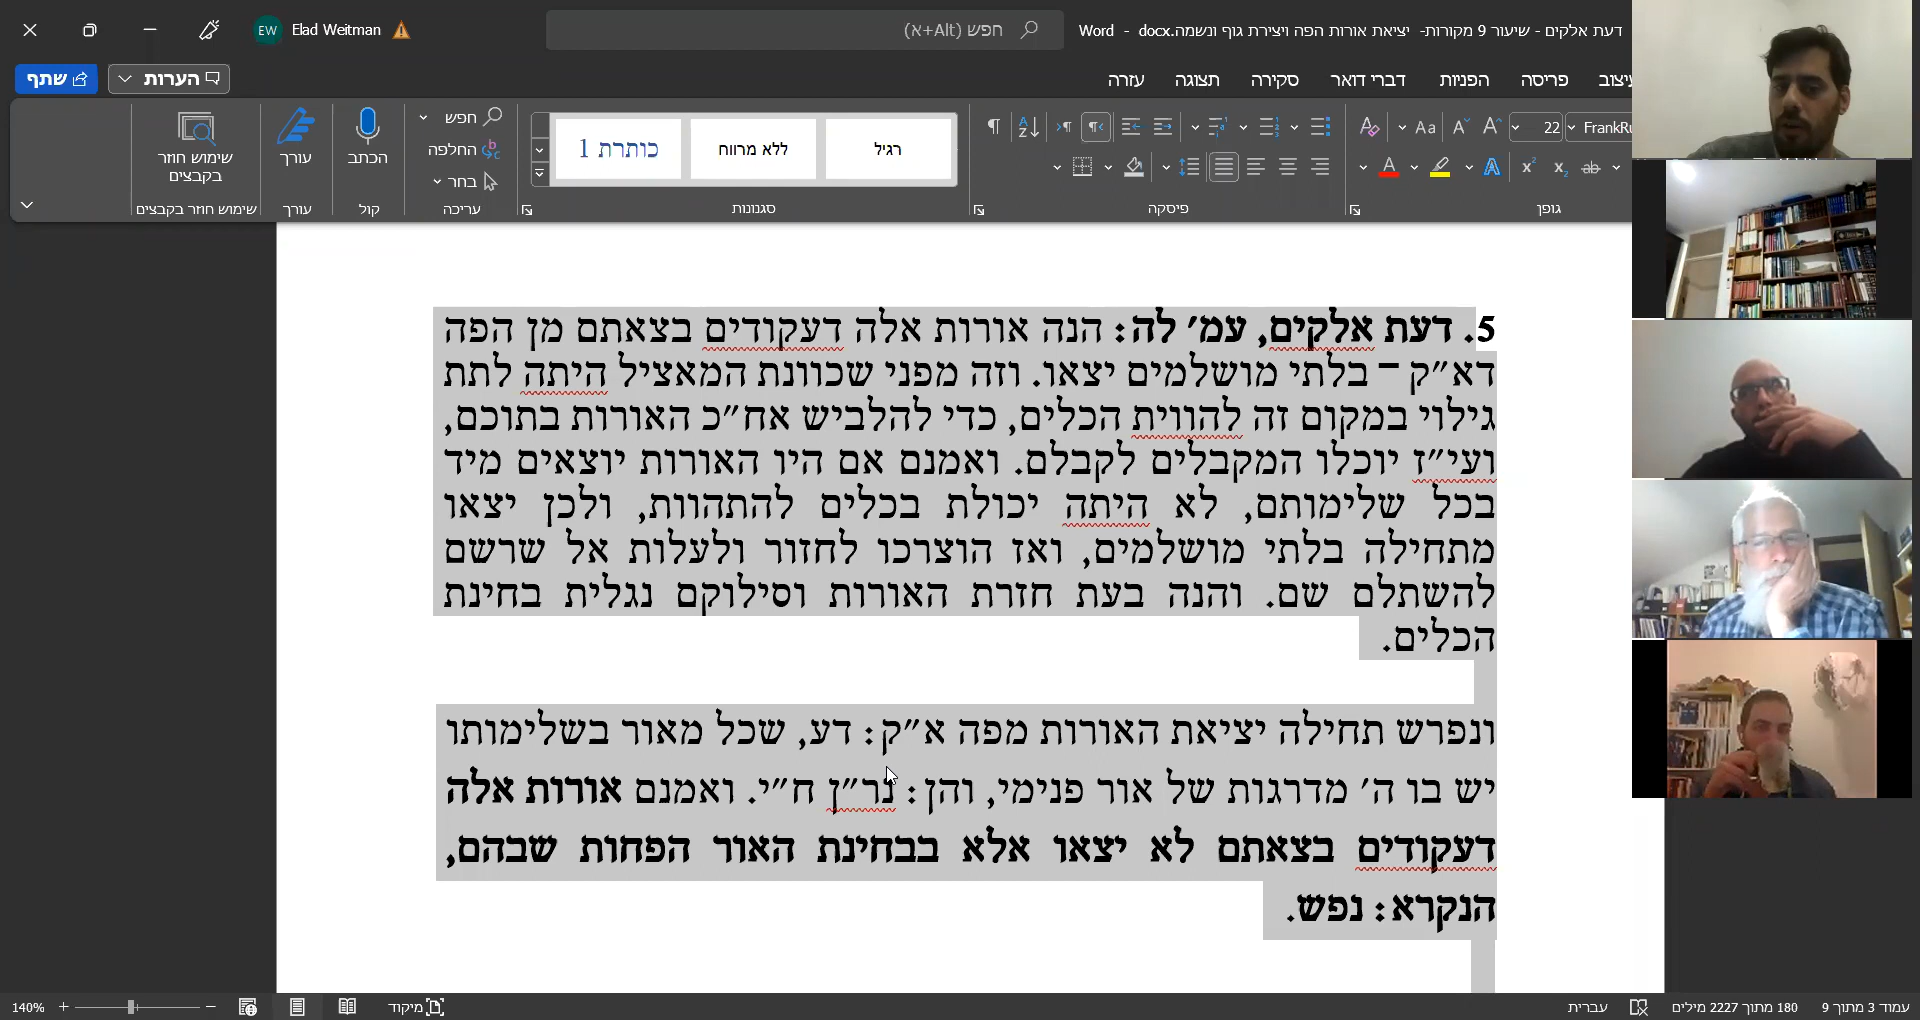 דעת אלקים - שיעור 9 מקורות- יציאת אורות הפה ויצירת גוף ונשמה.docx - Word
חפש (Alt+א)
Elad Weitman
EW
עיצוב
פריסה
הפניות
דברי דואר
סקירה
תצוגה
עזרה
הערות
שתף
FrankRu
22
גופן
פיסקה
רגיל
ללא מרווח
כותרת 1
סגנונות
חפש
החלפה
בחר
עריכה
הכתב
קול
עורך
עורך
שימוש חוזר
בקבצים
שימוש חוזר בקבצים
5. דעת אלקים, עמ' לה: הנה אורות אלה דעקודים בצאתם מן הפה
דא"ק – בלתי מושלמים יצאו. וזה מפני שכוונת המאציל היתה לתת
גילוי במקום זה להווית הכלים, כדי להלביש אח"כ האורות בתוכם,
ועי"ז יוכלו המקבלים לקבלם. ואמנם אם היו האורות יוצאים מיד
בכל שלימותם, לא היתה יכולת בכלים להתהוות, ולכן יצאו
מתחילה בלתי מושלמים, ואז הוצרכו לחזור ולעלות אל שרשם
להשתלם שם. והנה בעת חזרת האורות וסילוקם נגלית בחינת
הכלים.
ונפרש תחילה יציאת האורות מפה א"ק: דע, שכל מאור בשלימותו
יש בו ה' מדרגות של אור פנימי, והן: נר"ן ח"י. ואמנם אורות אלה
דעקודים בצאתם לא יצאו אלא בבחינת האור הפחות שבהם,
הנקרא: נפש.
עמוד 3 מתוך 9
180 מתוך 2227 מילים
עברית
מיקוד
140%